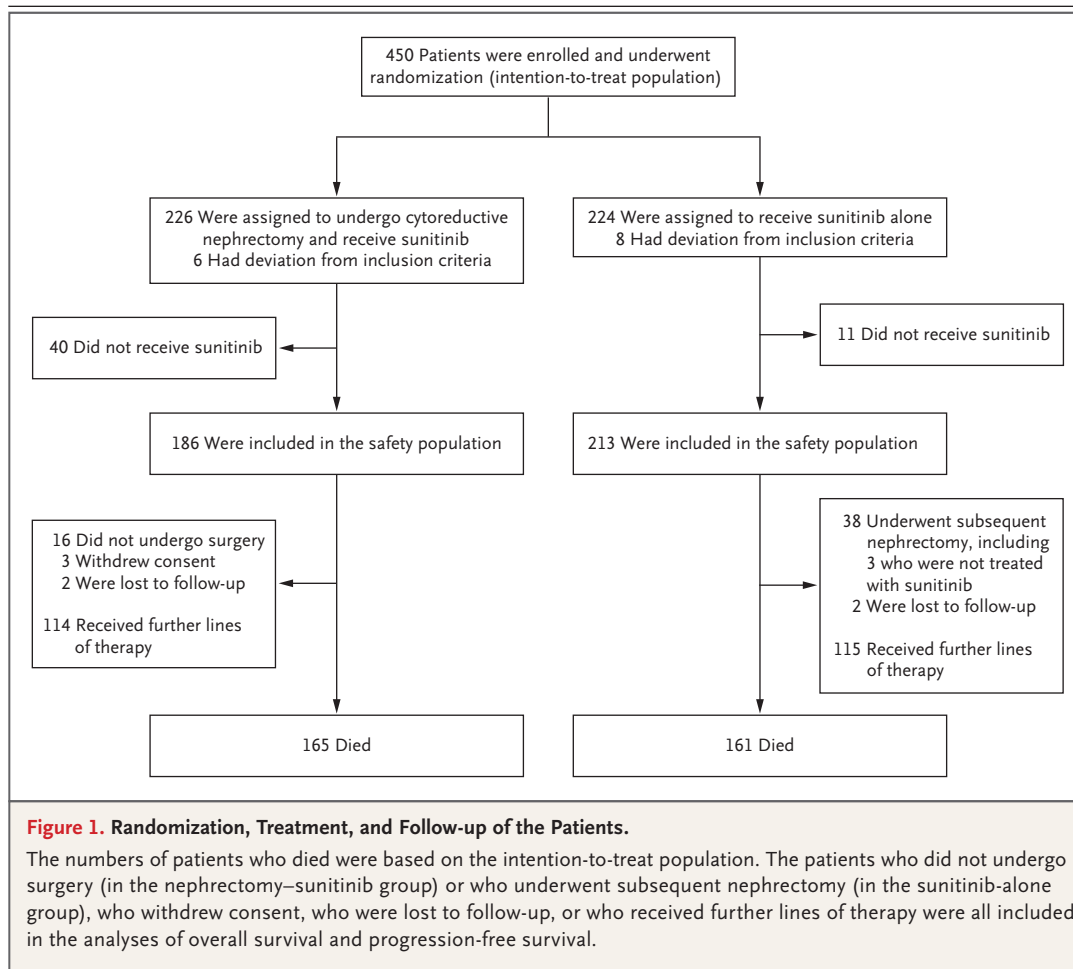 450 Patients were enrolled and underwent
randomization (intention-to-treat population)
226 Were assigned to undergo cytoreductive
nephrectomy and receive sunitinib
6 Had deviation from inclusion criteria
224 Were assigned to receive sunitinib alone
8 Had deviation from inclusion criteria
40 Did not receive sunitinib
11 Did not receive sunitinib
186 Were included in the safety population
213 Were included in the safety population
16 Did not undergo surgery
3 Withdrew consent
2 Were lost to follow-up
114 Received further lines
of therapy
38 Underwent subsequent
nephrectomy, including
3 who were not treated
with sunitinib
2 Were lost to follow-up
115 Received further lines
of therapy
165 Died
161 Died
Figure 1. Randomization, Treatment, and Follow-up of the Patients.
The numbers of patients who died were based on the intention-to-treat population. The patients who did not undergo
surgery (in the nephrectomy–sunitinib group) or who underwent subsequent nephrectomy (in the sunitinib-alone
group), who withdrew consent, who were lost to follow-up, or who received further lines of therapy were all included
in the analyses of overall survival and progression-free survival.